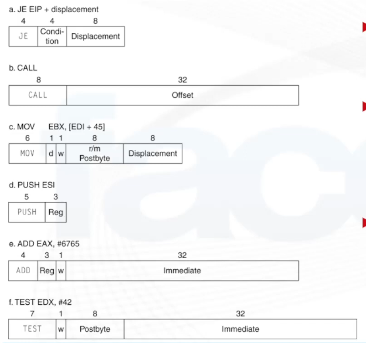 a. JE EIP + displacement
4 4 8
JE Condi-tion Displacement
b. CALL
8 32
CALL Offset
c. MOV EBX, [EDI + 45]
6 1 1 8 8
MOV d w r/m Postbyte Displacement
d. PUSH ESI
5 3
PUSH Reg
e. ADD EAX, #6765
4 3 1 32
ADD Reg w Immediate
f. TEST EDX, #42
7 1 8 32
TEST w Postbyte Immediate